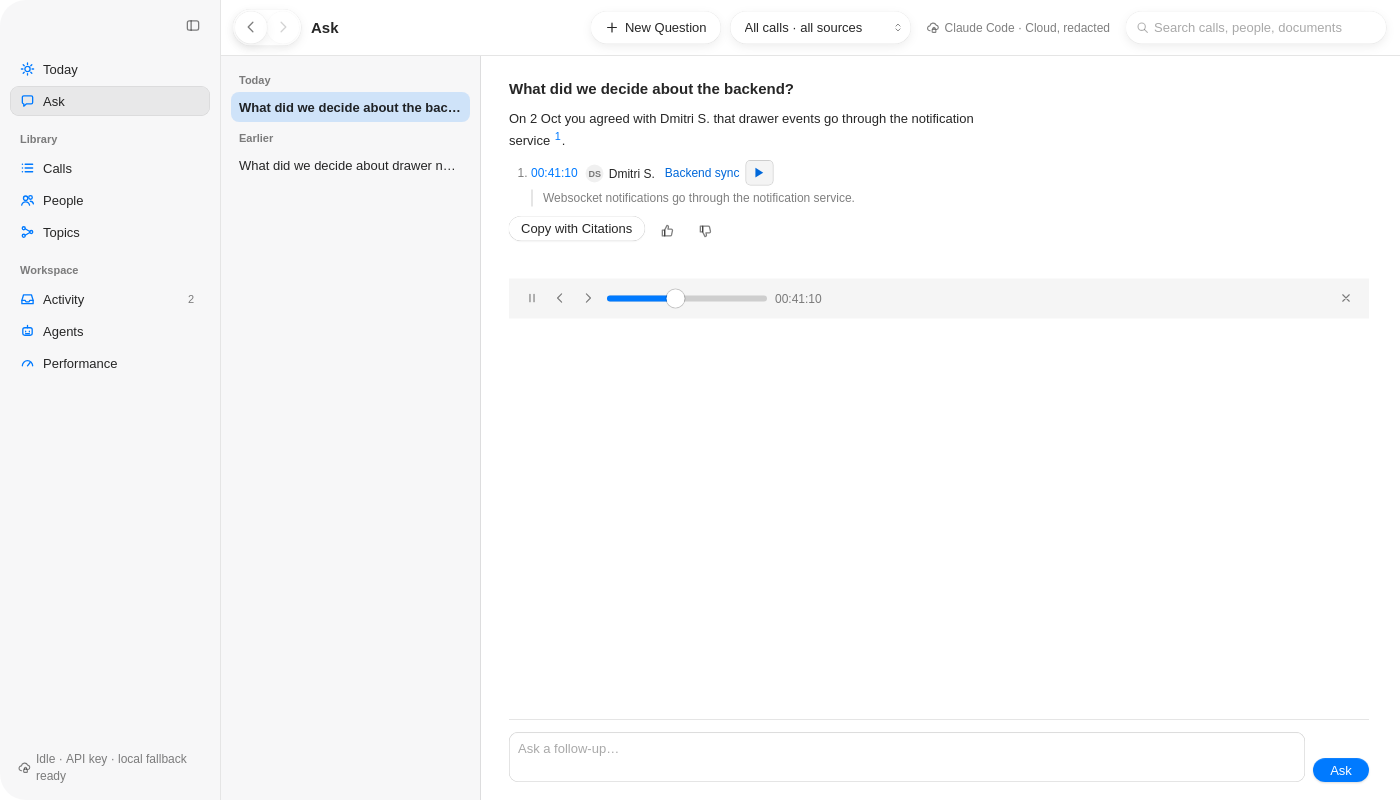 Today
Ask
Library
Calls
People
Topics
Workspace
Activity 2
Agents
Performance
Idle · API key · local fallback
ready
Ask
New Question
All calls · all sources
Claude Code · Cloud, redacted
Search calls, people, documents
Today
What did we decide about the bac…
Earlier
What did we decide about drawer n…
What did we decide about the backend?
On 2 Oct you agreed with Dmitri S. that drawer events go through the notification
service 1.
1. 00:41:10 DS Dmitri S. Backend sync
Websocket notifications go through the notification service.
Copy with Citations
00:41:10
Ask a follow-up…
Ask